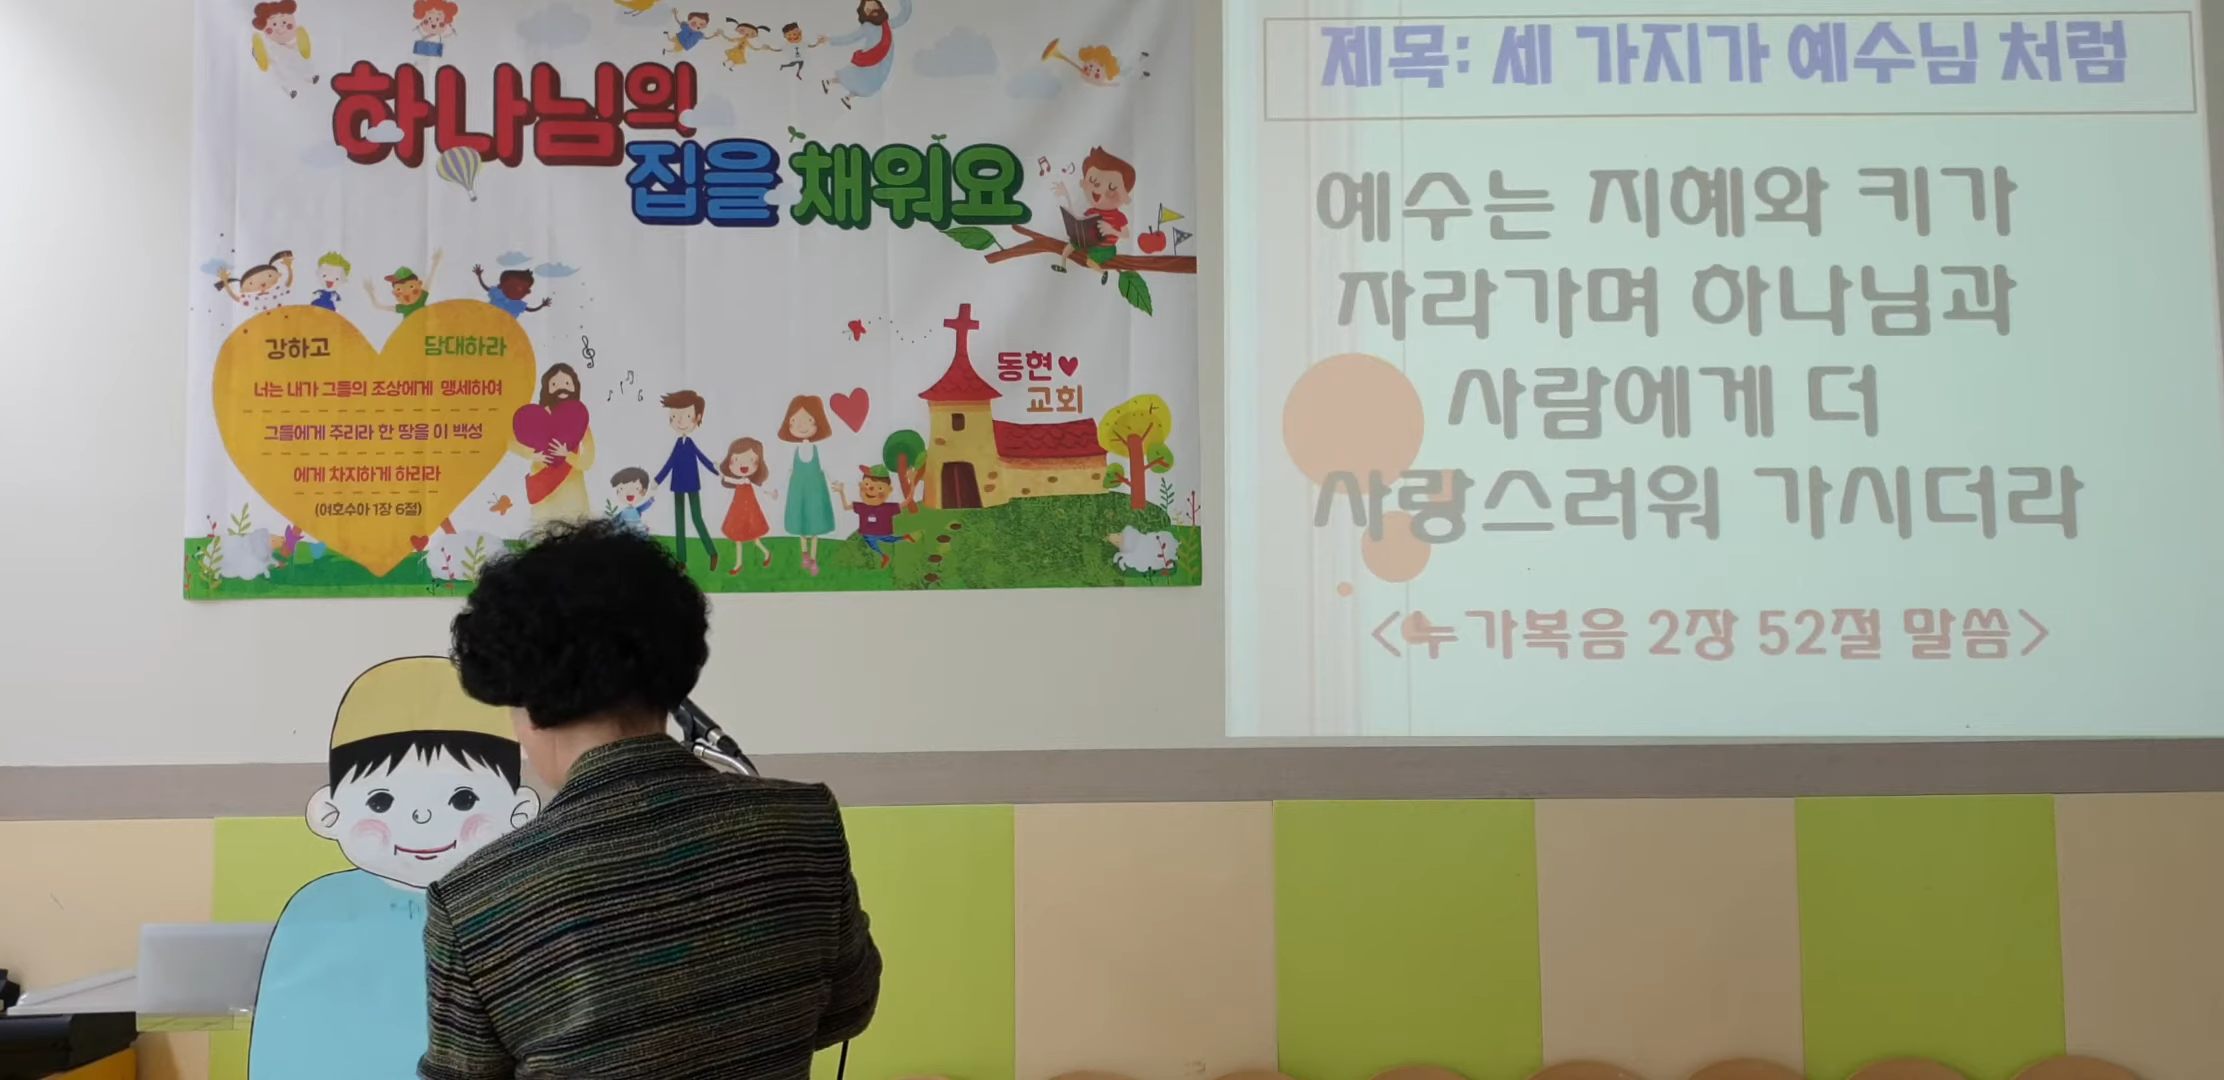 하나님의
집을 채워요
강하고 담대하라
너는 내가 그들의 조상에게 맹세하여
그들에게 주리라 한 땅을 이 백성
에게 차지하게 하리라
(여호수아 1장 6절)
동현
교회
제목: 세 가지가 예수님 처럼
예수는 지혜와 키가
자라가며 하나님과
사람에게 더
사랑스러워 가시더라
<누가복음 2장 52절 말씀>